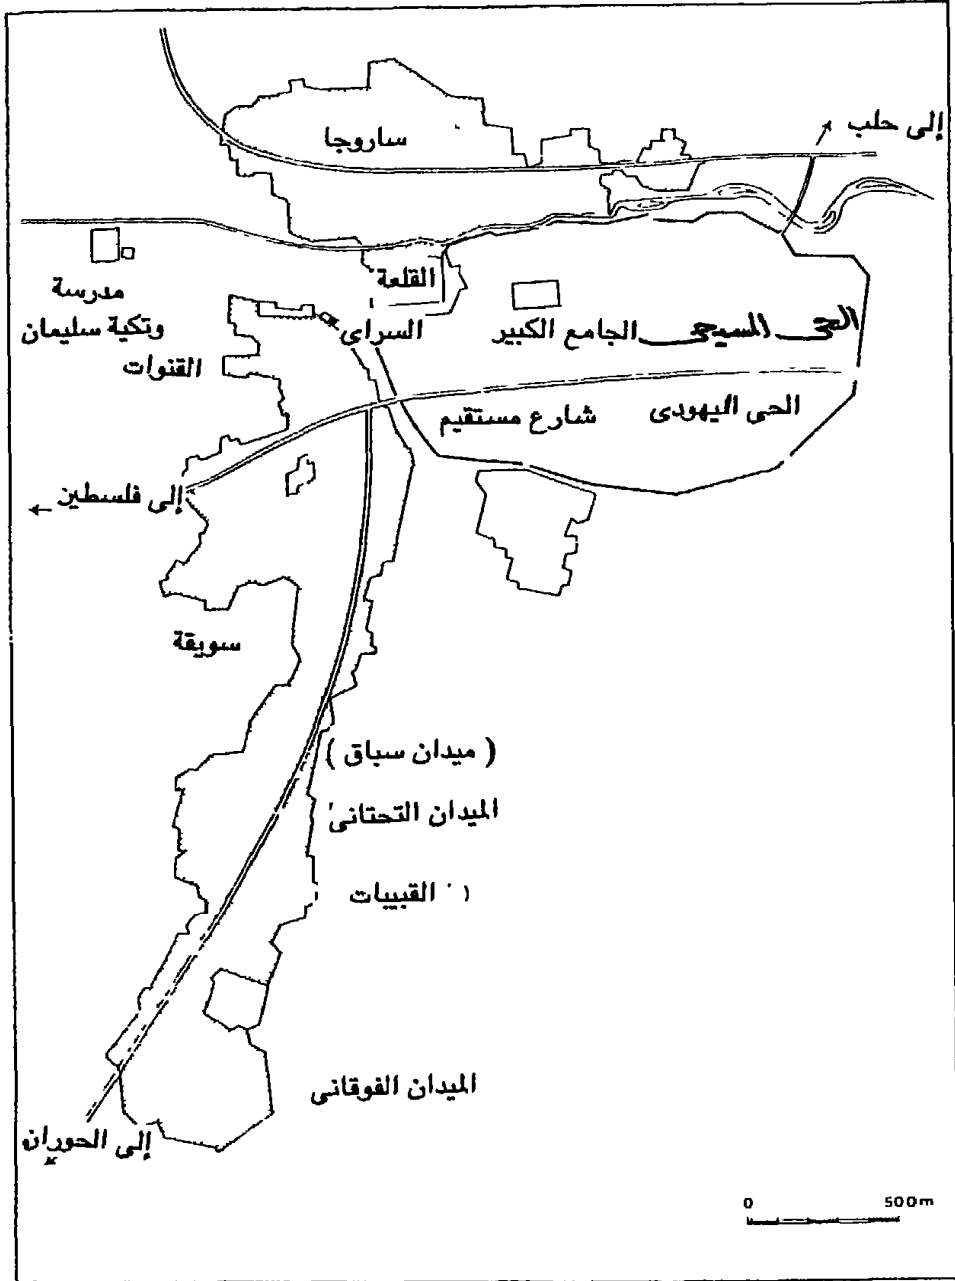 إلى حلب
ساروجا
القلعة
مدرسة
وتكية سليمان
السراى
الجامع الكبير
الحى المسيحى
القنوات
شارع مستقيم
الحى اليهودى
إلى فلسطين
سويقة
( ميدان سباق )
الميدان التحتانى
القبيبات
الميدان الفوقانى
إلى الحوران
0 500m